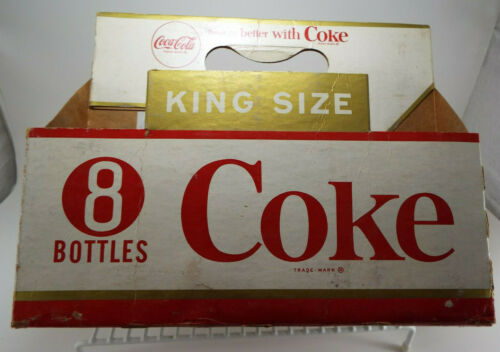 Coca-Cola
better with Coke
KING SIZE
8
BOTTLES
Coke
TRADE-MARK ®